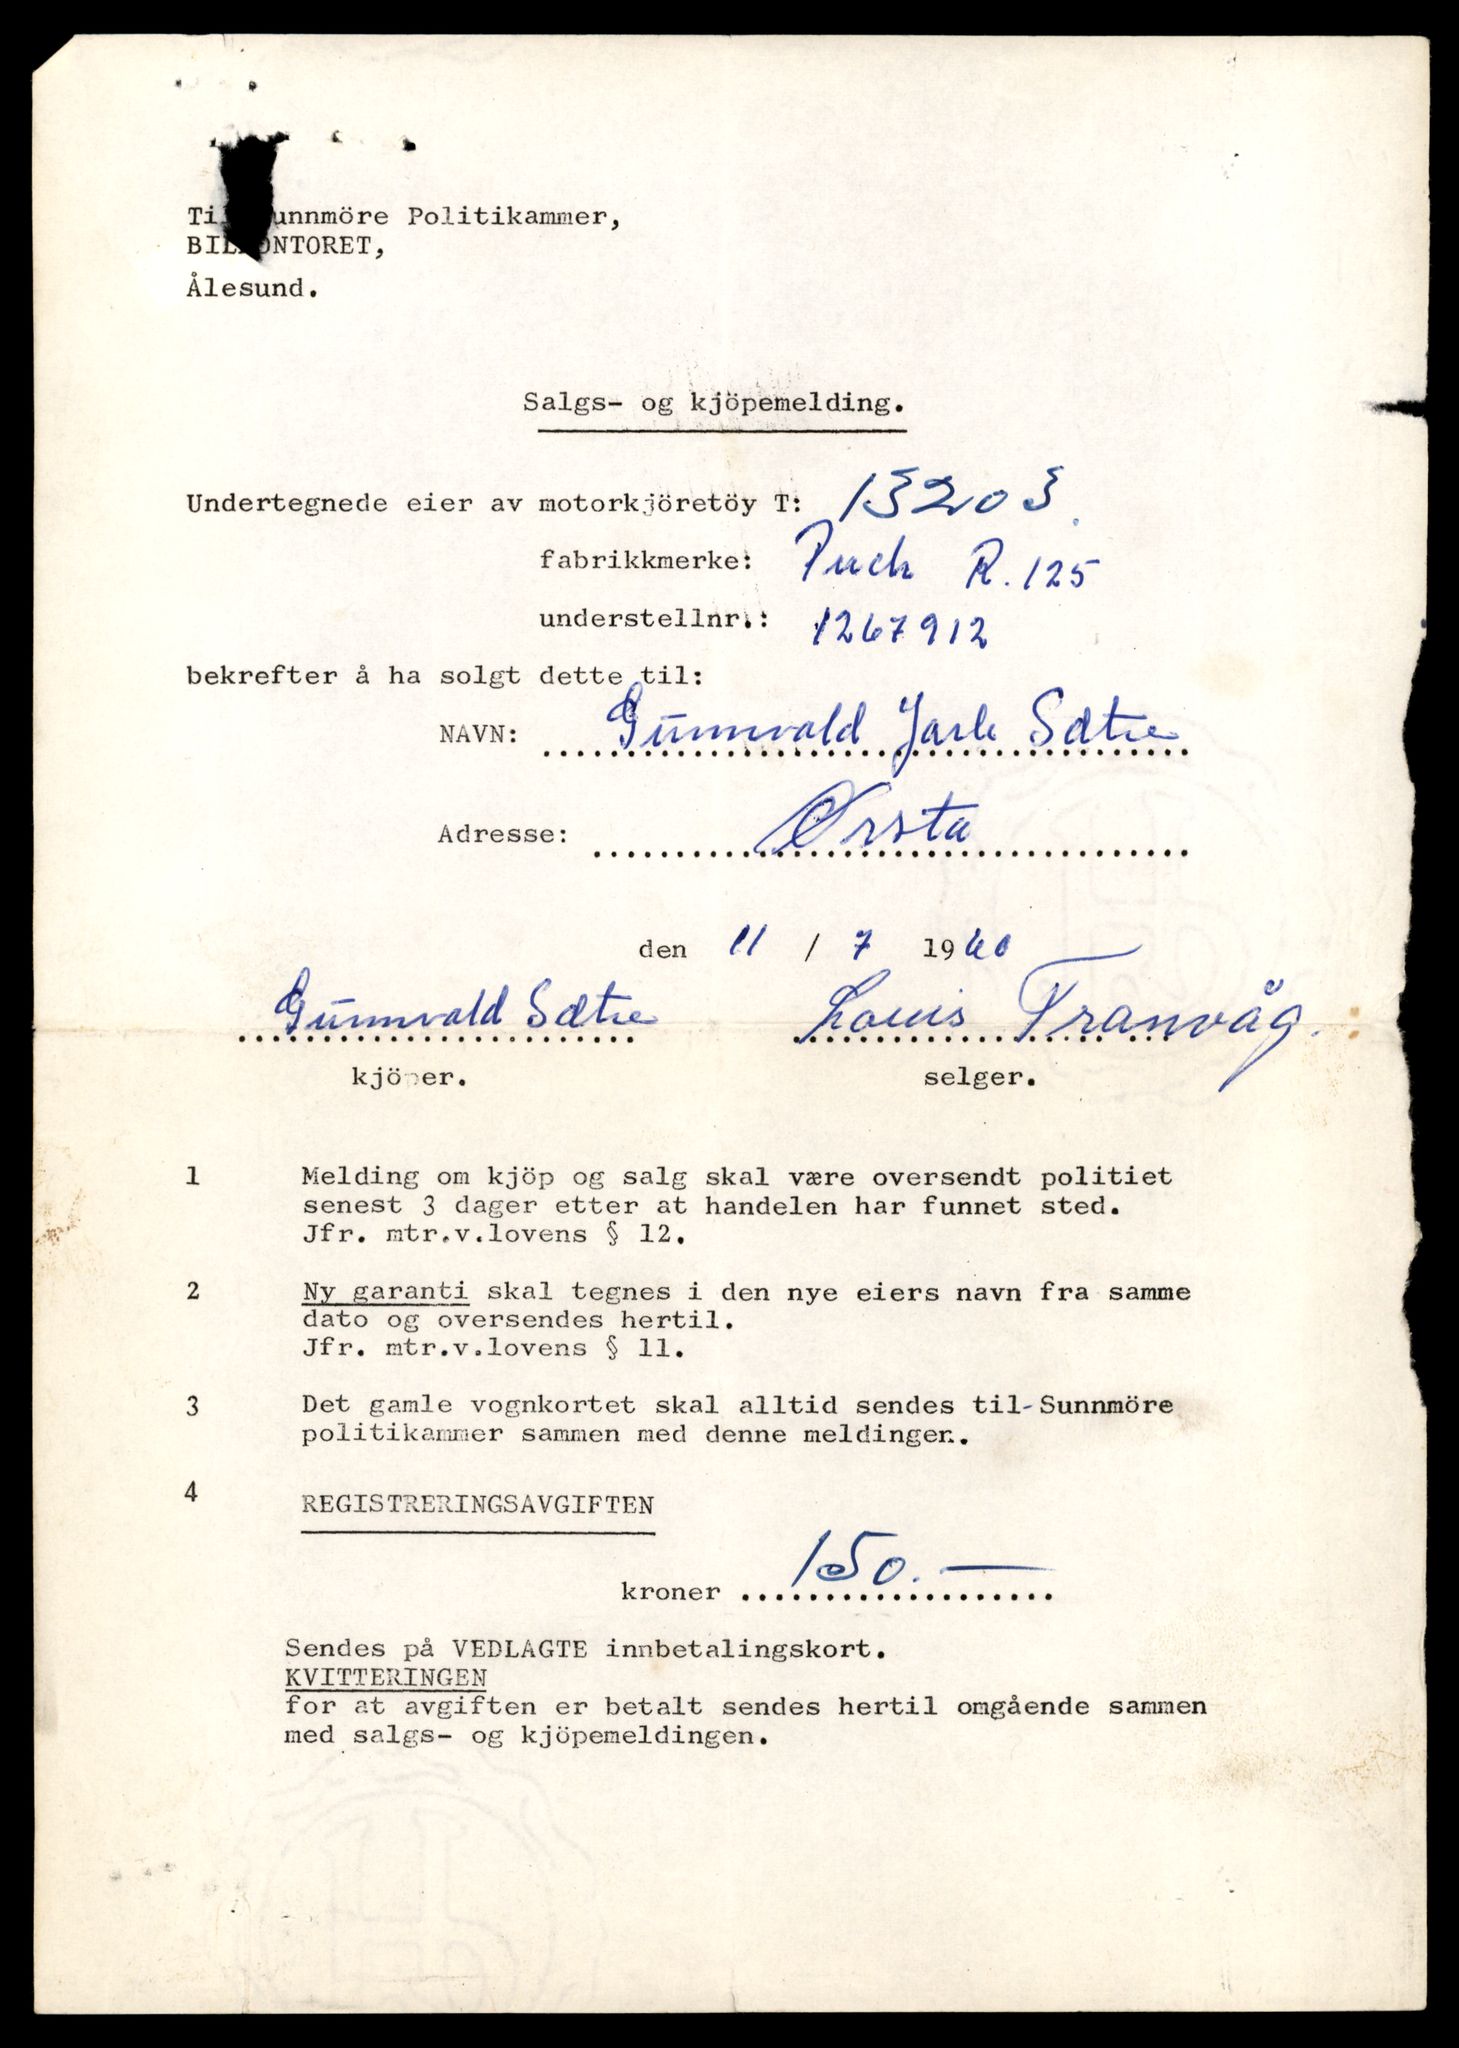 Til Sunnmöre Politikammer,
BILKONTORET,
Ålesund.
Salgs- og kjöpemelding.
Undertegnede eier av motorkjöretöy T: 13203.
fabrikkmerke: Puch R. 125
understellnr.: 1267912
bekrefter å ha solgt dette til:
NAVN: Gunnvald Jarle Sætre
Adresse: Ørsta
den 11 / 7 1960
Gunnvald Sætre Louis Tranvåg.
kjöper. selger.
1 Melding om kjöp og salg skal være oversendt politiet
senest 3 dager etter at handelen har funnet sted.
Jfr. mtr.v.lovens § 12.
2 Ny garanti skal tegnes i den nye eiers navn fra samme
dato og oversendes hertil.
Jfr. mtr.v.lovens § 11.
3 Det gamle vognkortet skal alltid sendes til Sunnmöre
politikammer sammen med denne meldingen.
4 REGISTRERINGSAVGIFTEN
kroner 150.—
Sendes på VEDLAGTE innbetalingskort.
KVITTERINGEN
for at avgiften er betalt sendes hertil omgående sammen
med salgs- og kjöpemeldingen.